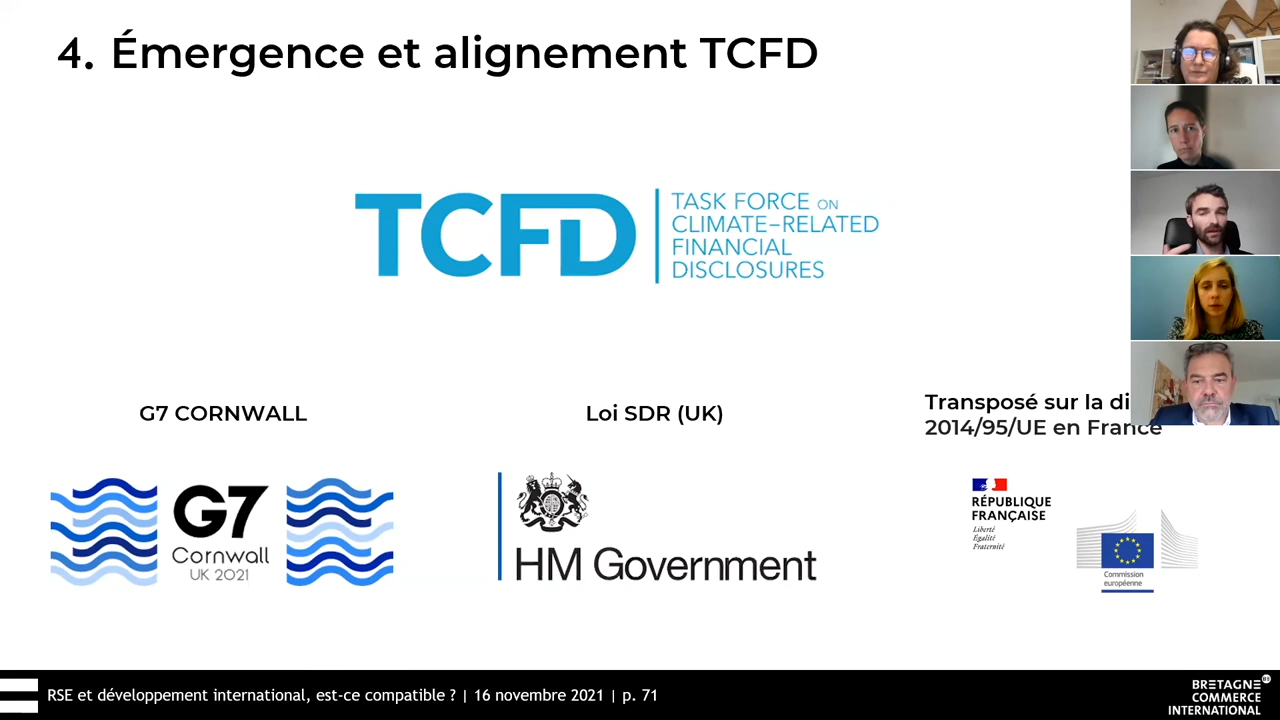 4. Émergence et alignement TCFD
TCFD
TASK FORCE ON
CLIMATE-RELATED
FINANCIAL
DISCLOSURES
G7 CORNWALL
Loi SDR (UK)
Transposé sur la
2014/95/UE en France
G7
Cornwall
UK 2021
HM Government
RÉPUBLIQUE
FRANÇAISE
Liberté
Égalité
Fraternité
Commission
européenne
RSE et développement international, est-ce compatible ? | 16 novembre 2021 | p. 71
BRETAGNE
COMMERCE
INTERNATIONAL